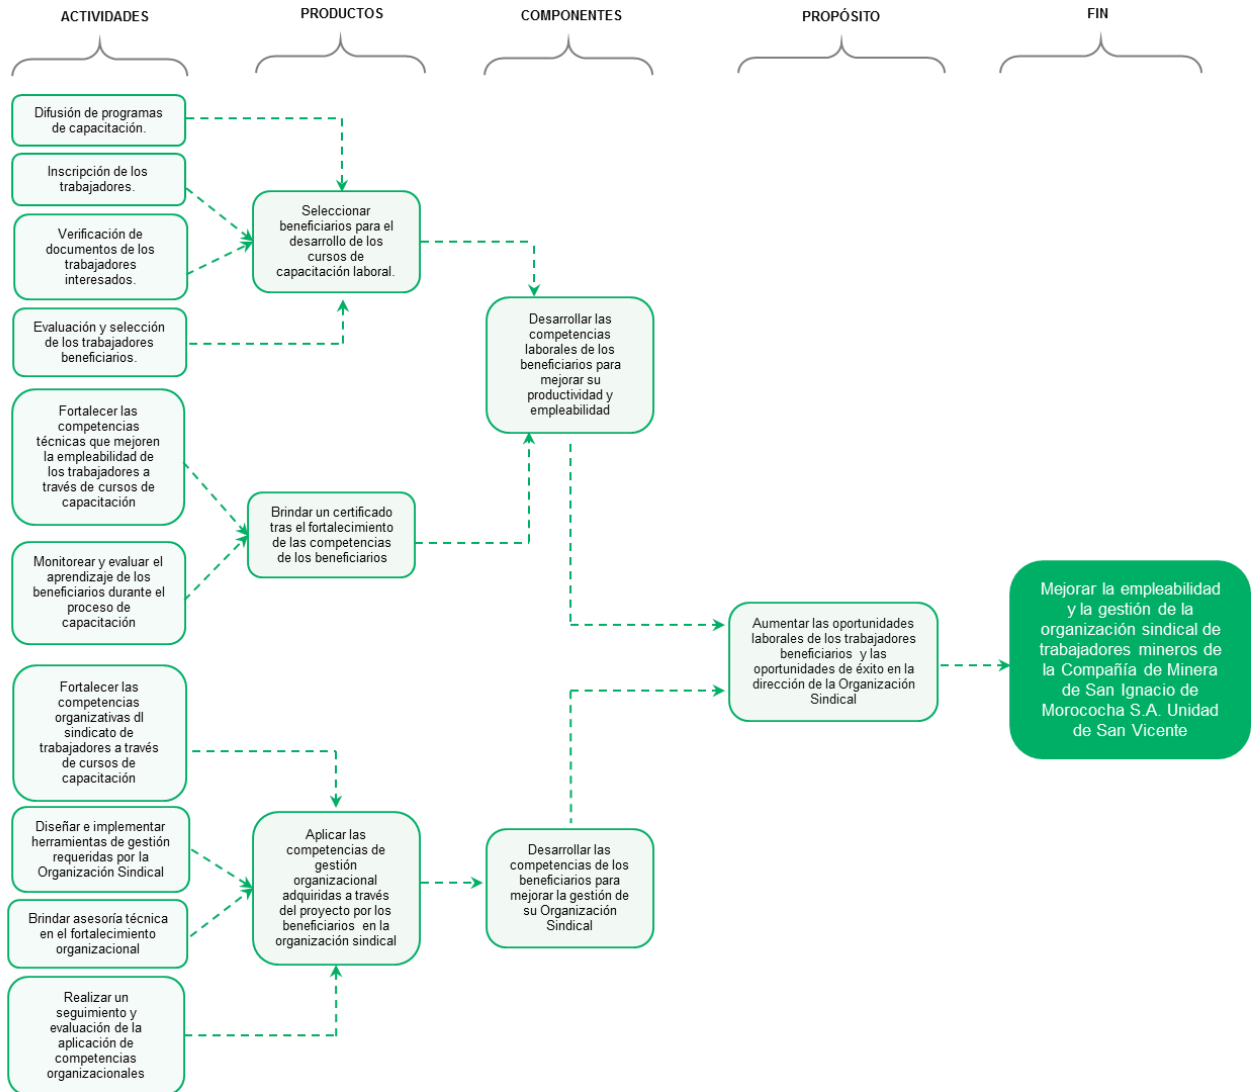 ACTIVIDADES
PRODUCTOS
COMPONENTES
PROPÓSITO
FIN
Difusión de programas
de capacitación.
Inscripción de los
trabajadores.
Verificación de
documentos de los
trabajadores
interesados.
Evaluación y selección
de los trabajadores
beneficiarios.
Fortalecer las
competencias
técnicas que mejoren
la empleabilidad de
los trabajadores a
través de cursos de
capacitación
Monitorear y evaluar el
aprendizaje de los
beneficiarios durante el
proceso de
capacitación
Fortalecer las
competencias
organizativas dl
sindicato de
trabajadores a través
de cursos de
capacitación
Diseñar e implementar
herramientas de gestión
requeridas por la
Organización Sindical
Brindar asesoría técnica
en el fortalecimiento
organizacional
Realizar un
seguimiento y
evaluación de la
aplicación de
competencias
organizacionales
Seleccionar
beneficiarios para el
desarrollo de los
cursos de
capacitación laboral.
Brindar un certificado
tras el fortalecimiento
de las competencias
de los beneficiarios
Aplicar las
competencias de
gestión
organizacional
adquiridas a través
del proyecto por los
beneficiarios en la
organización sindical
Desarrollar las
competencias
laborales de los
beneficiarios para
mejorar su
productividad y
empleabilidad
Desarrollar las
competencias de los
beneficiarios para
mejorar la gestión de
su Organización
Sindical
Aumentar las oportunidades
laborales de los trabajadores
beneficiarios y las
oportunidades de éxito en la
dirección de la Organización
Sindical
Mejorar la empleabilidad
y la gestión de la
organización sindical de
trabajadores mineros de
la Compañía de Minera
de San Ignacio de
Morococha S.A. Unidad
de San Vicente